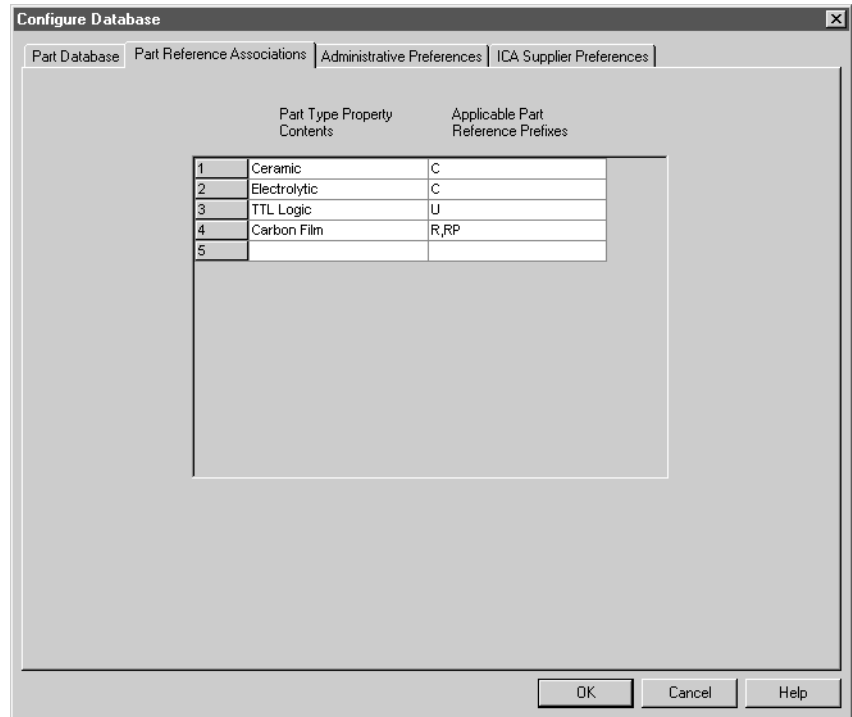 Configure Database
Part Database Part Reference Associations Administrative Preferences ICA Supplier Preferences
Part Type Property Contents
Applicable Part Reference Prefixes
1 Ceramic C
2 Electrolytic C
3 TTL Logic U
4 Carbon Film R,RP
5
OK Cancel Help